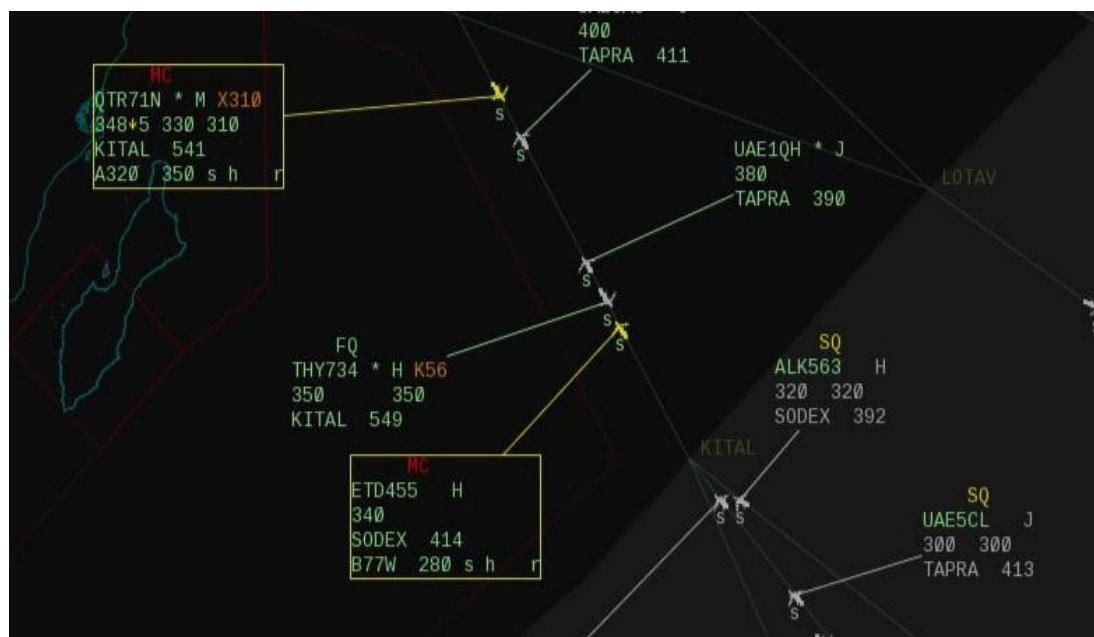 400
TAPRA 411
MC
QTR71N * M X310
348↓5 330 310
KITAL 541
A320 350 s h r
S
S
UAE1QH * J
380
TAPRA 390
LOTAV
S
S
S
S
FQ
THY734 * H K56
350 350
KITAL 549
SQ
ALK563 H
320 320
SODEX 392
KITAL
MC
ETD455 H
340
SODEX 414
B77W 280 s h r
S
S
SQ
UAE5CL J
300 300
TAPRA 413
S